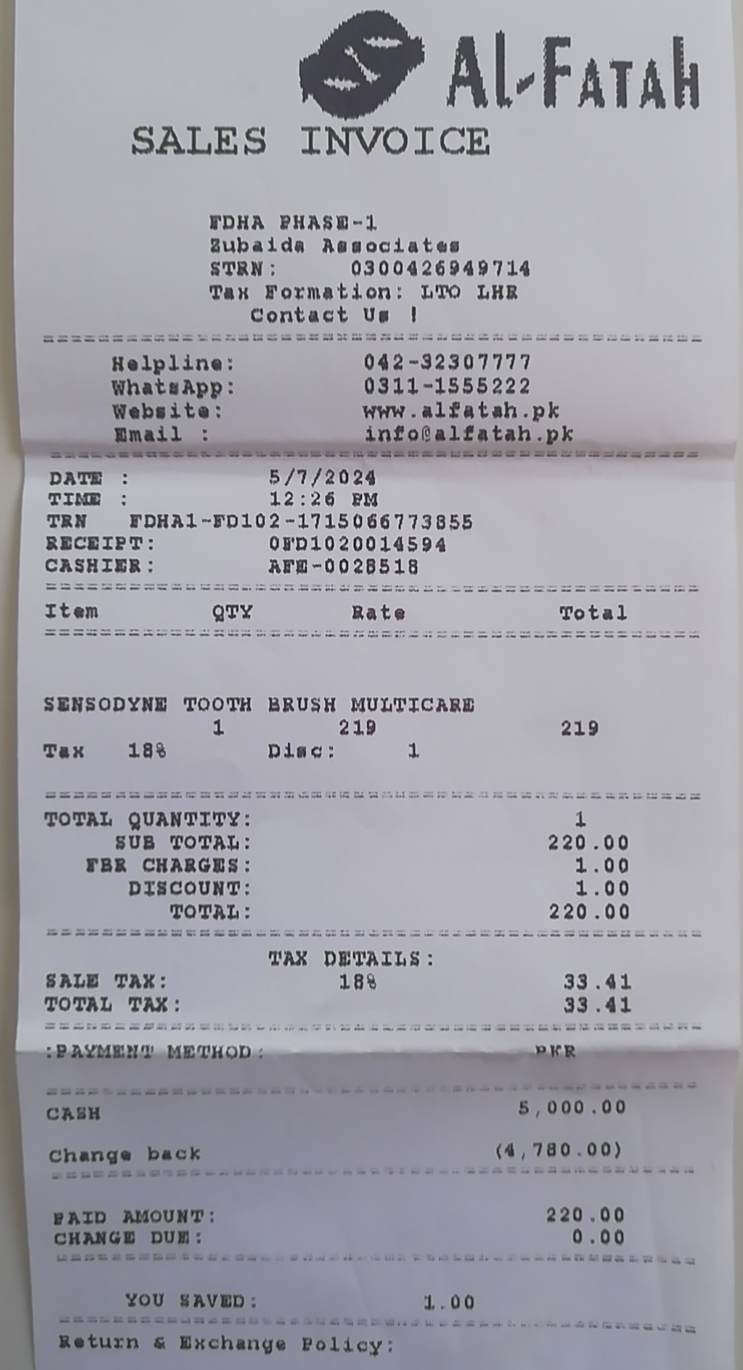 Al-Fatah
SALES INVOICE
FDHA PHASE-1
Zubaida Associates
STRN: 0300426949714
Tax Formation: LTO LHR
Contact Us !
Helpline: 042-32307777
WhatsApp: 0311-1555222
Website: www.alfatah.pk
Email : info@alfatah.pk
DATE : 5/7/2024
TIME : 12:26 PM
TRN FDHA1-FD102-1715066773855
RECEIPT: 0FD1020014594
CASHIER: AFE-0028518
Item QTY Rate Total
SENSODYNE TOOTH BRUSH MULTICARE
1 219 219
Tax 18% Disc: 1
TOTAL QUANTITY: 1
SUB TOTAL: 220.00
FBR CHARGES: 1.00
DISCOUNT: 1.00
TOTAL: 220.00
TAX DETAILS:
SALE TAX: 18% 33.41
TOTAL TAX: 33.41
:PAYMENT METHOD: PKR
CASH 5,000.00
Change back (4,780.00)
PAID AMOUNT: 220.00
CHANGE DUE: 0.00
YOU SAVED: 1.00
Return & Exchange Policy: